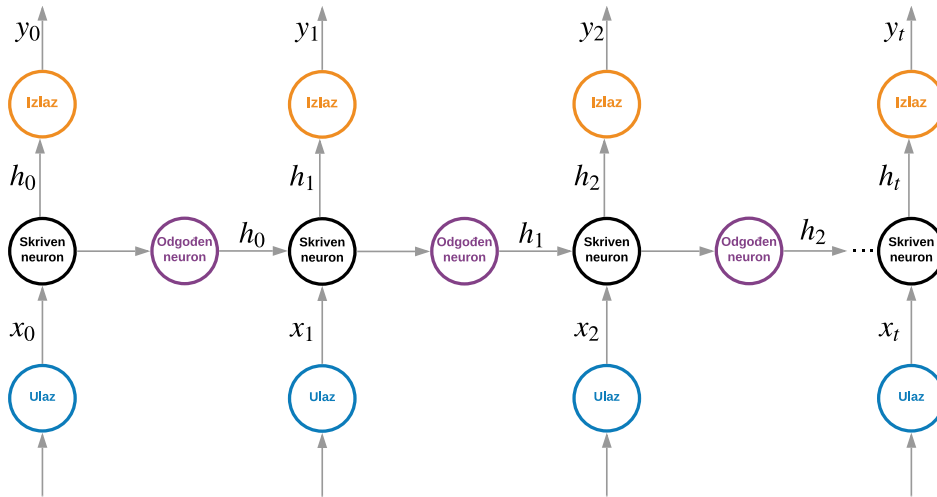 y0 y1 y2 yt
Izlaz Izlaz Izlaz Izlaz
h0 h1 h2 ht
h0 h1 h2
Skriven Odgođen Skriven Odgođen Skriven Odgođen ... Skriven
neuron neuron neuron neuron neuron neuron neuron
x0 x1 x2 xt
Ulaz Ulaz Ulaz Ulaz